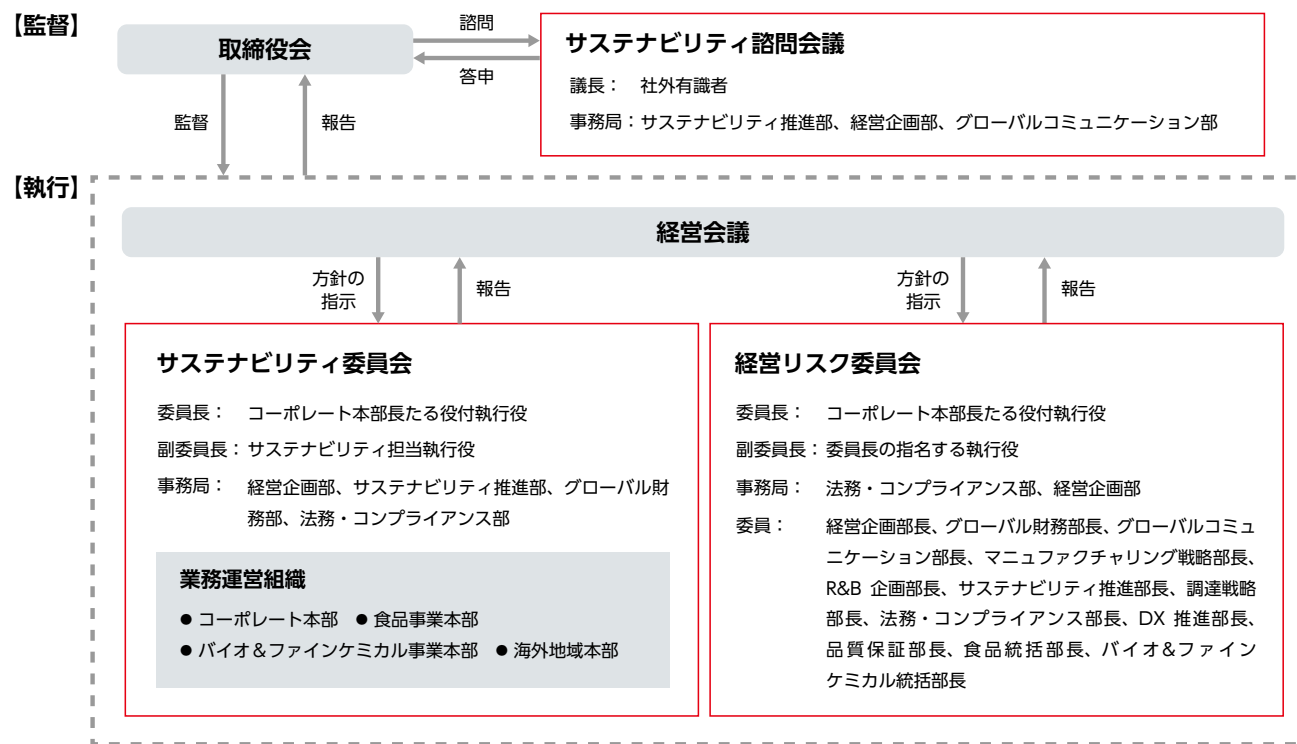 【監督】
取締役会
諮問
答申
サステナビリティ諮問会議
議長： 社外有識者
事務局：サステナビリティ推進部、経営企画部、グローバルコミュニケーション部
監督
報告
【執行】
経営会議
方針の
指示
報告
方針の
指示
報告
サステナビリティ委員会
委員長： コーポレート本部長たる役付執行役
副委員長：サステナビリティ担当執行役
事務局： 経営企画部、サステナビリティ推進部、グローバル財
務部、法務・コンプライアンス部
業務運営組織
● コーポレート本部 ● 食品事業本部
● バイオ＆ファインケミカル事業本部 ● 海外地域本部
経営リスク委員会
委員長： コーポレート本部長たる役付執行役
副委員長：委員長の指名する執行役
事務局： 法務・コンプライアンス部、経営企画部
委員： 経営企画部長、グローバル財務部長、グローバルコミュ
ニケーション部長、マニュファクチャリング戦略部長、
R&B 企画部長、サステナビリティ推進部長、調達戦略
部長、法務・コンプライアンス部長、DX 推進部長、
品質保証部長、食品統括部長、バイオ&ファイン
ケミカル統括部長